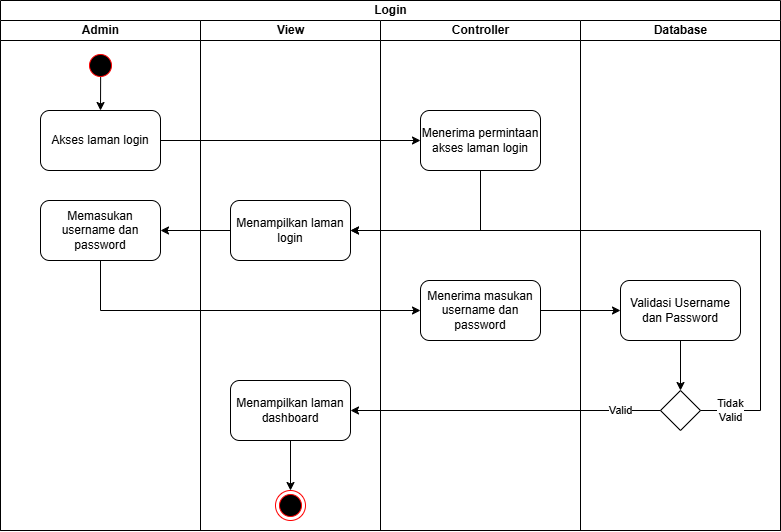 Login
Admin
View
Controller
Database
Akses laman login
Menerima permintaan
akses laman login
Memasukan
username dan
password
Menampilkan laman
login
Menerima masukan
username dan
password
Validasi Username
dan Password
Menampilkan laman
dashboard
Valid
Tidak
Valid